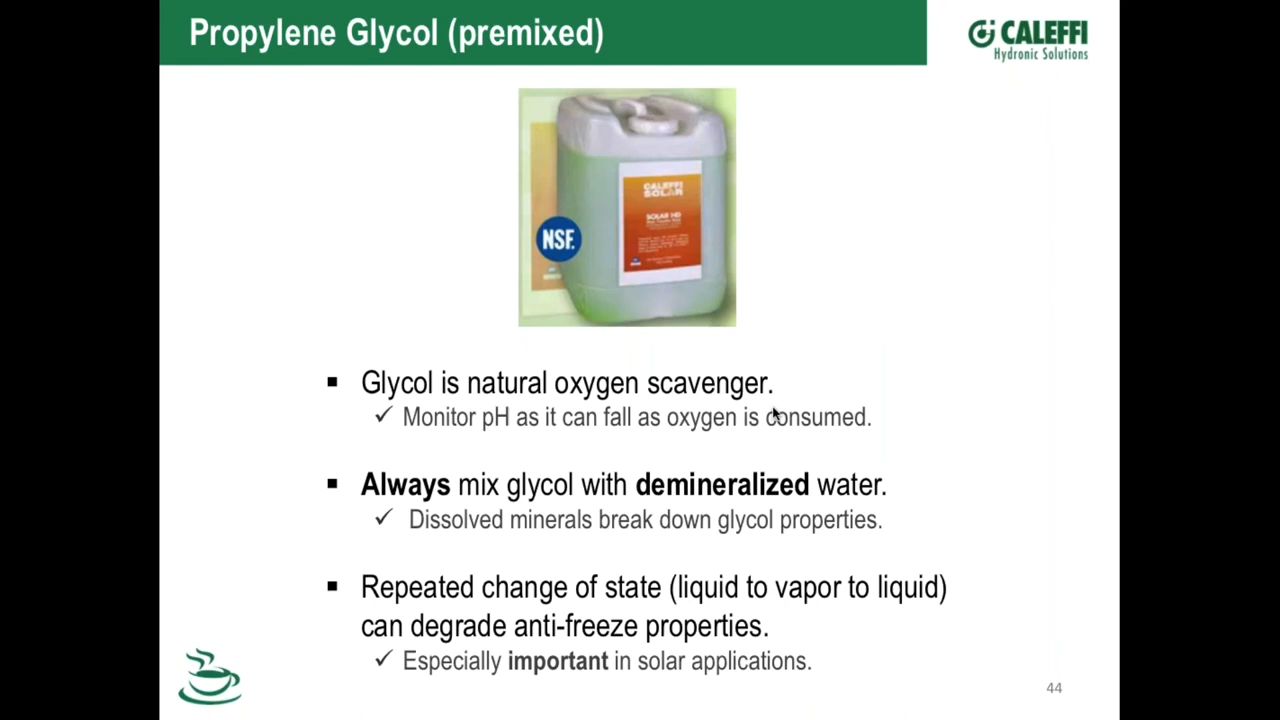 Propylene Glycol (premixed)
CALEFFI
Hydronic Solutions
CALEFFI
SOLAR
SOLAR HD
NSF.
Glycol is natural oxygen scavenger.
Monitor pH as it can fall as oxygen is consumed.
Always mix glycol with demineralized water.
Dissolved minerals break down glycol properties.
Repeated change of state (liquid to vapor to liquid)
can degrade anti-freeze properties.
Especially important in solar applications.
44